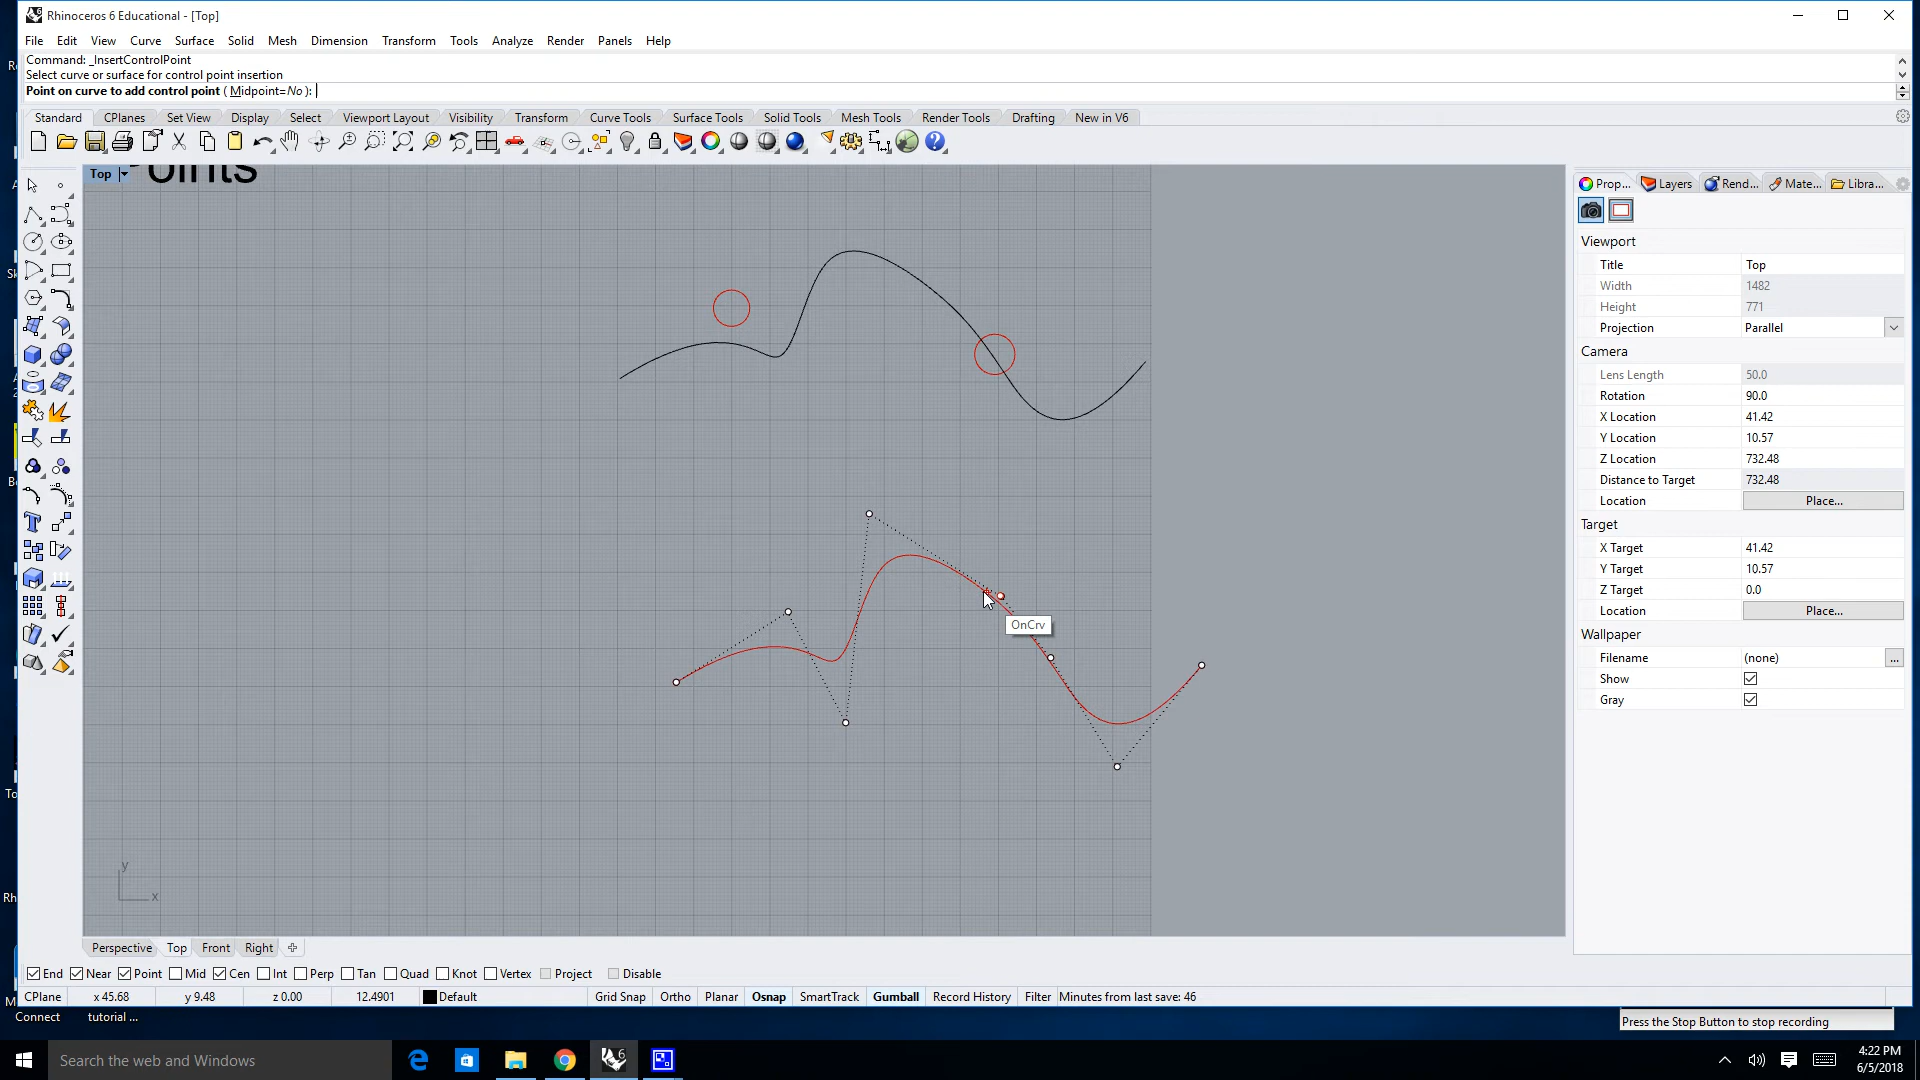 Rhinoceros 6 Educational - [Top]
File Edit View Curve Surface Solid Mesh Dimension Transform Tools Analyze Render Panels Help
Command: _InsertControlPoint
Select curve or surface for control point insertion
Point on curve to add control point ( Midpoint=No ):
Standard CPlanes Set View Display Select Viewport Layout Visibility Transform Curve Tools Surface Tools Solid Tools Mesh Tools Render Tools Drafting New in V6
Top
Prop... Layers Rend... Mate... Libra...
Viewport
Title Top
Width 1482
Height 771
Projection Parallel
Camera
Lens Length 50.0
Rotation 90.0
X Location 41.42
Y Location 10.57
Z Location 732.48
Distance to Target 732.48
Location Place...
Target
X Target 41.42
Y Target 10.57
Z Target 0.0
Location Place...
Wallpaper
Filename (none) ...
Show
Gray
OnCrv
y
x
Perspective Top Front Right
End Near Point Mid Cen Int Perp Tan Quad Knot Vertex Project Disable
CPlane x 45.68 y 9.48 z 0.00 12.4901 Default Grid Snap Ortho Planar Osnap SmartTrack Gumball Record History Filter Minutes from last save: 46
Connect tutorial ...
Press the Stop Button to stop recording
Search the web and Windows
4:22 PM
6/5/2018